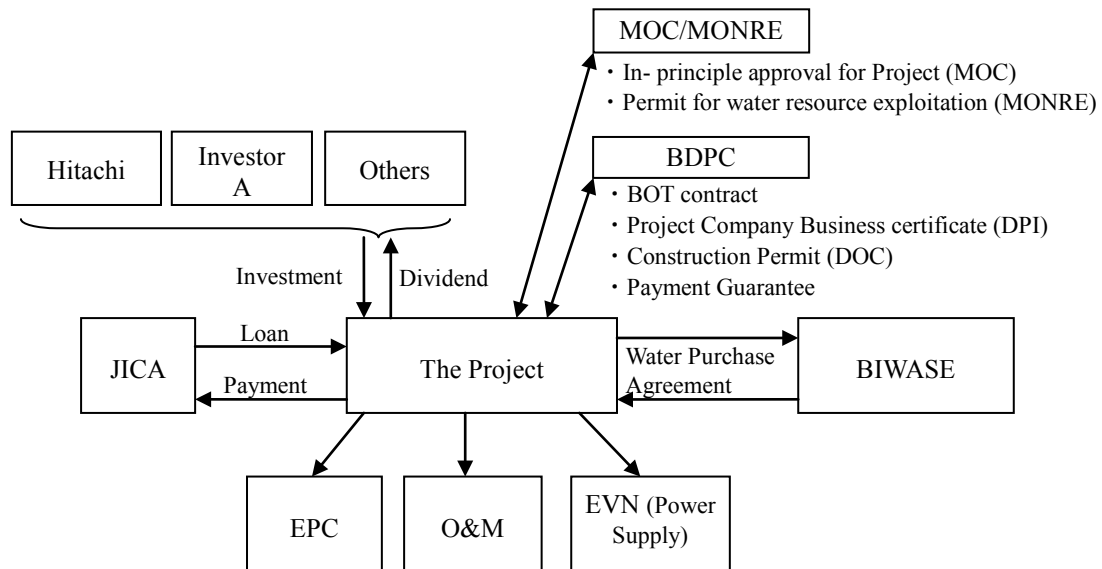 MOC/MONRE
・In- principle approval for Project (MOC)
・Permit for water resource exploitation (MONRE)
Hitachi
Investor
A
Others
BDPC
・BOT contract
・Project Company Business certificate (DPI)
・Construction Permit (DOC)
・Payment Guarantee
Investment
Dividend
JICA
Loan
Payment
The Project
Water Purchase
Agreement
BIWASE
EPC
O&M
EVN (Power
Supply)